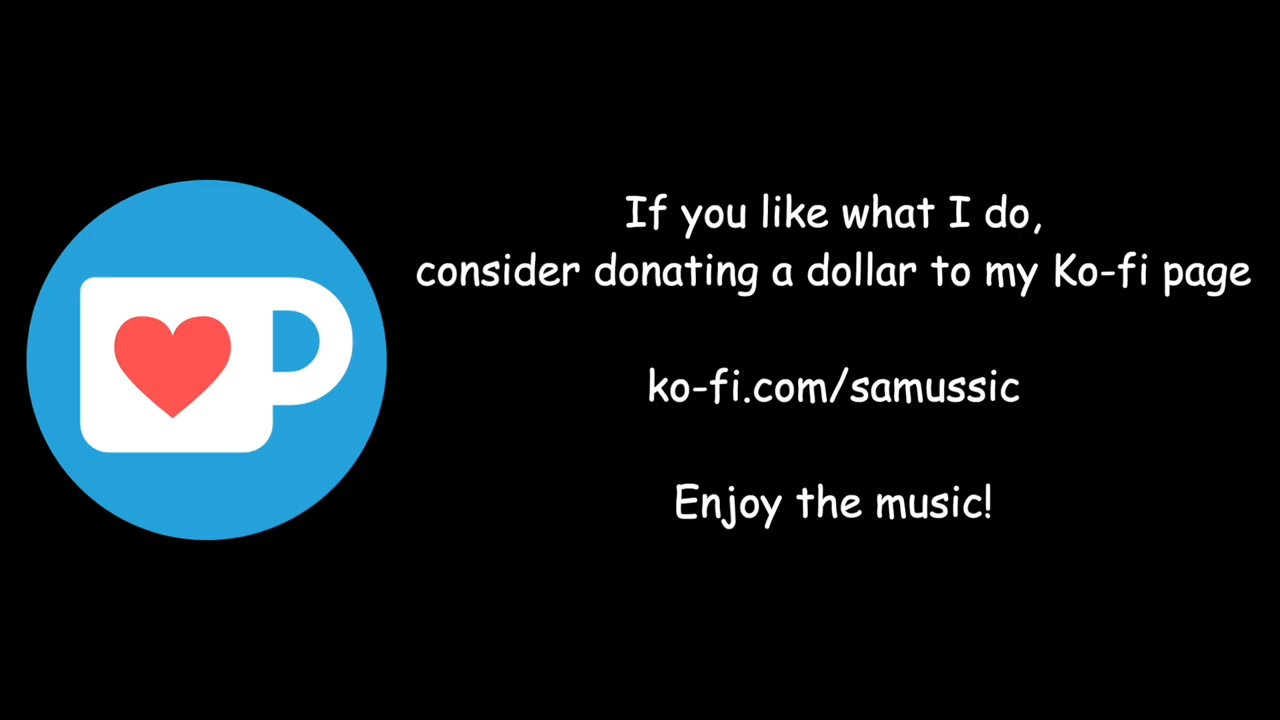 If you like what I do,
consider donating a dollar to my Ko-fi page
ko-fi.com/samussic
Enjoy the music!